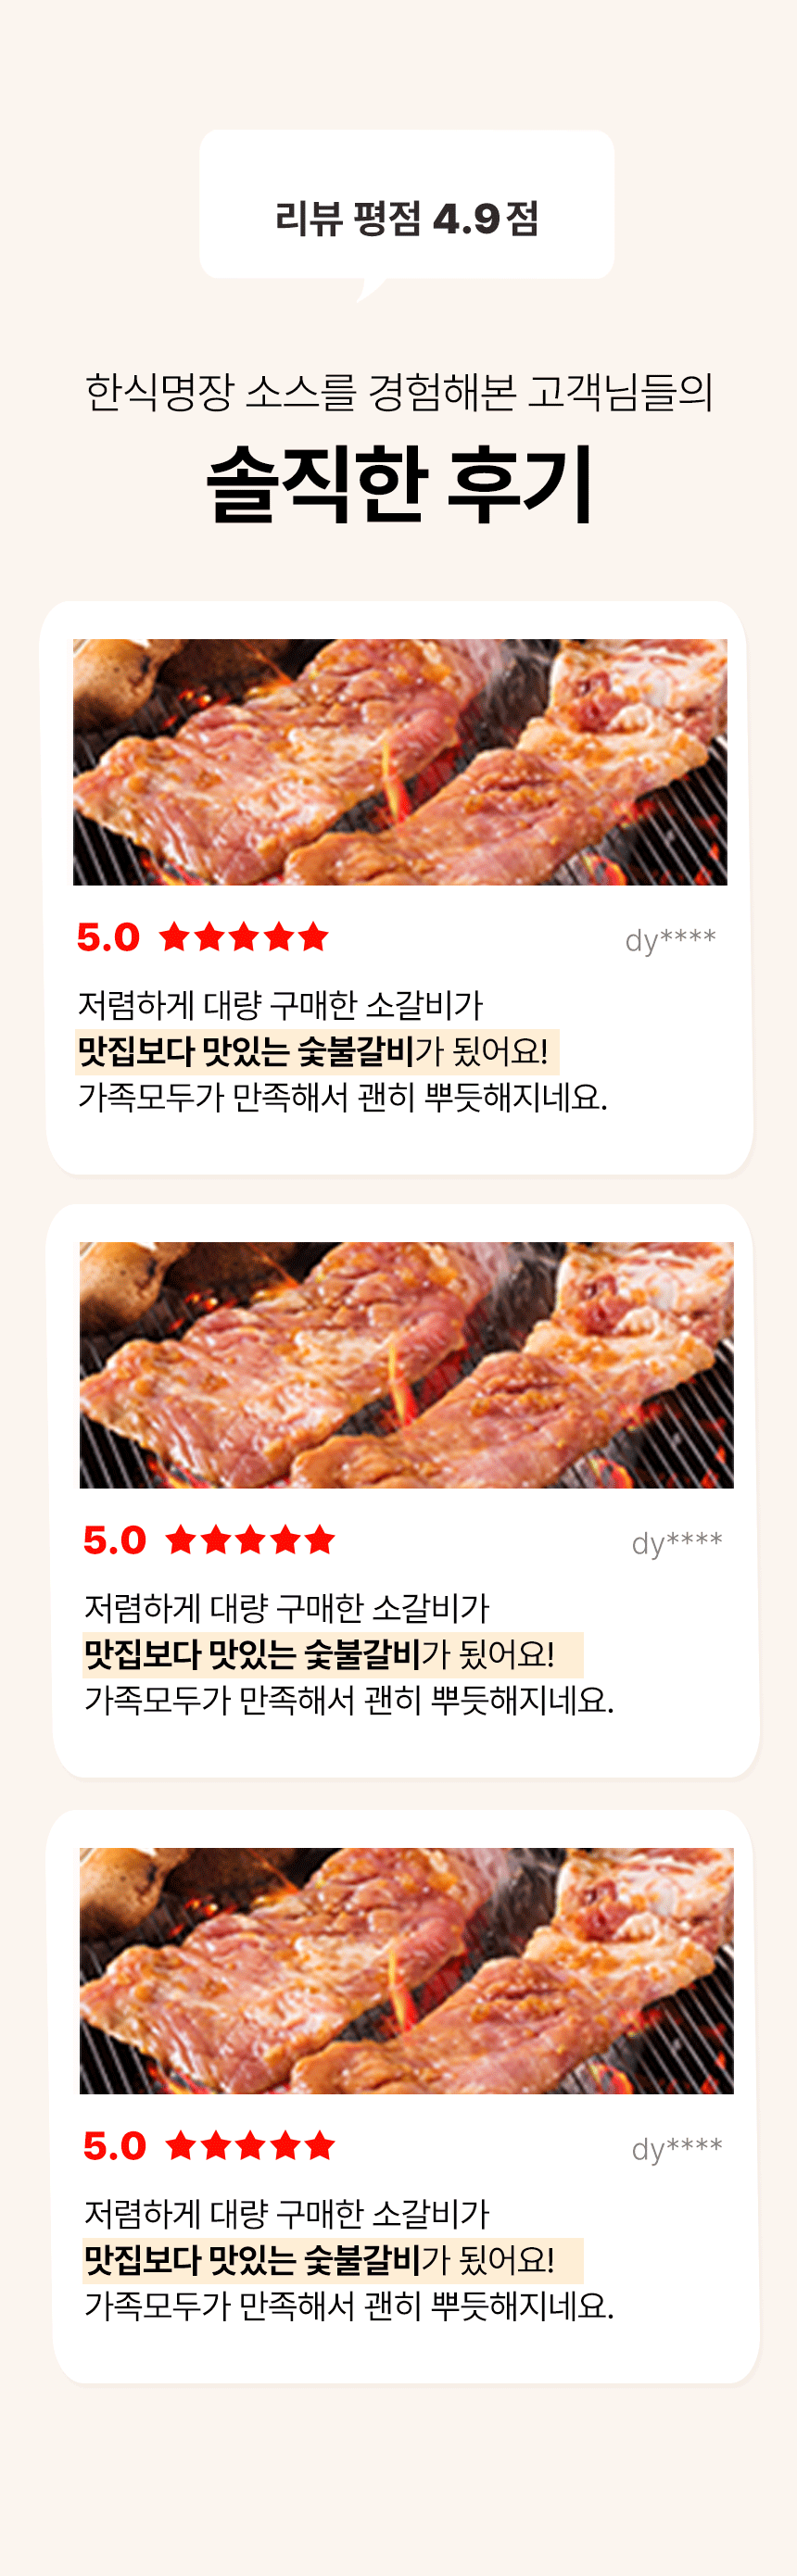 리뷰 평점 4.9점
한식명장 소스를 경험해본 고객님들의
솔직한 후기
5.0 ★★★★★ dy****
저렴하게 대량 구매한 소갈비가
맛집보다 맛있는 숯불갈비가 됬어요!
가족모두가 만족해서 괜히 뿌듯해지네요.
5.0 ★★★★★ dy****
저렴하게 대량 구매한 소갈비가
맛집보다 맛있는 숯불갈비가 됬어요!
가족모두가 만족해서 괜히 뿌듯해지네요.
5.0 ★★★★★ dy****
저렴하게 대량 구매한 소갈비가
맛집보다 맛있는 숯불갈비가 됬어요!
가족모두가 만족해서 괜히 뿌듯해지네요.